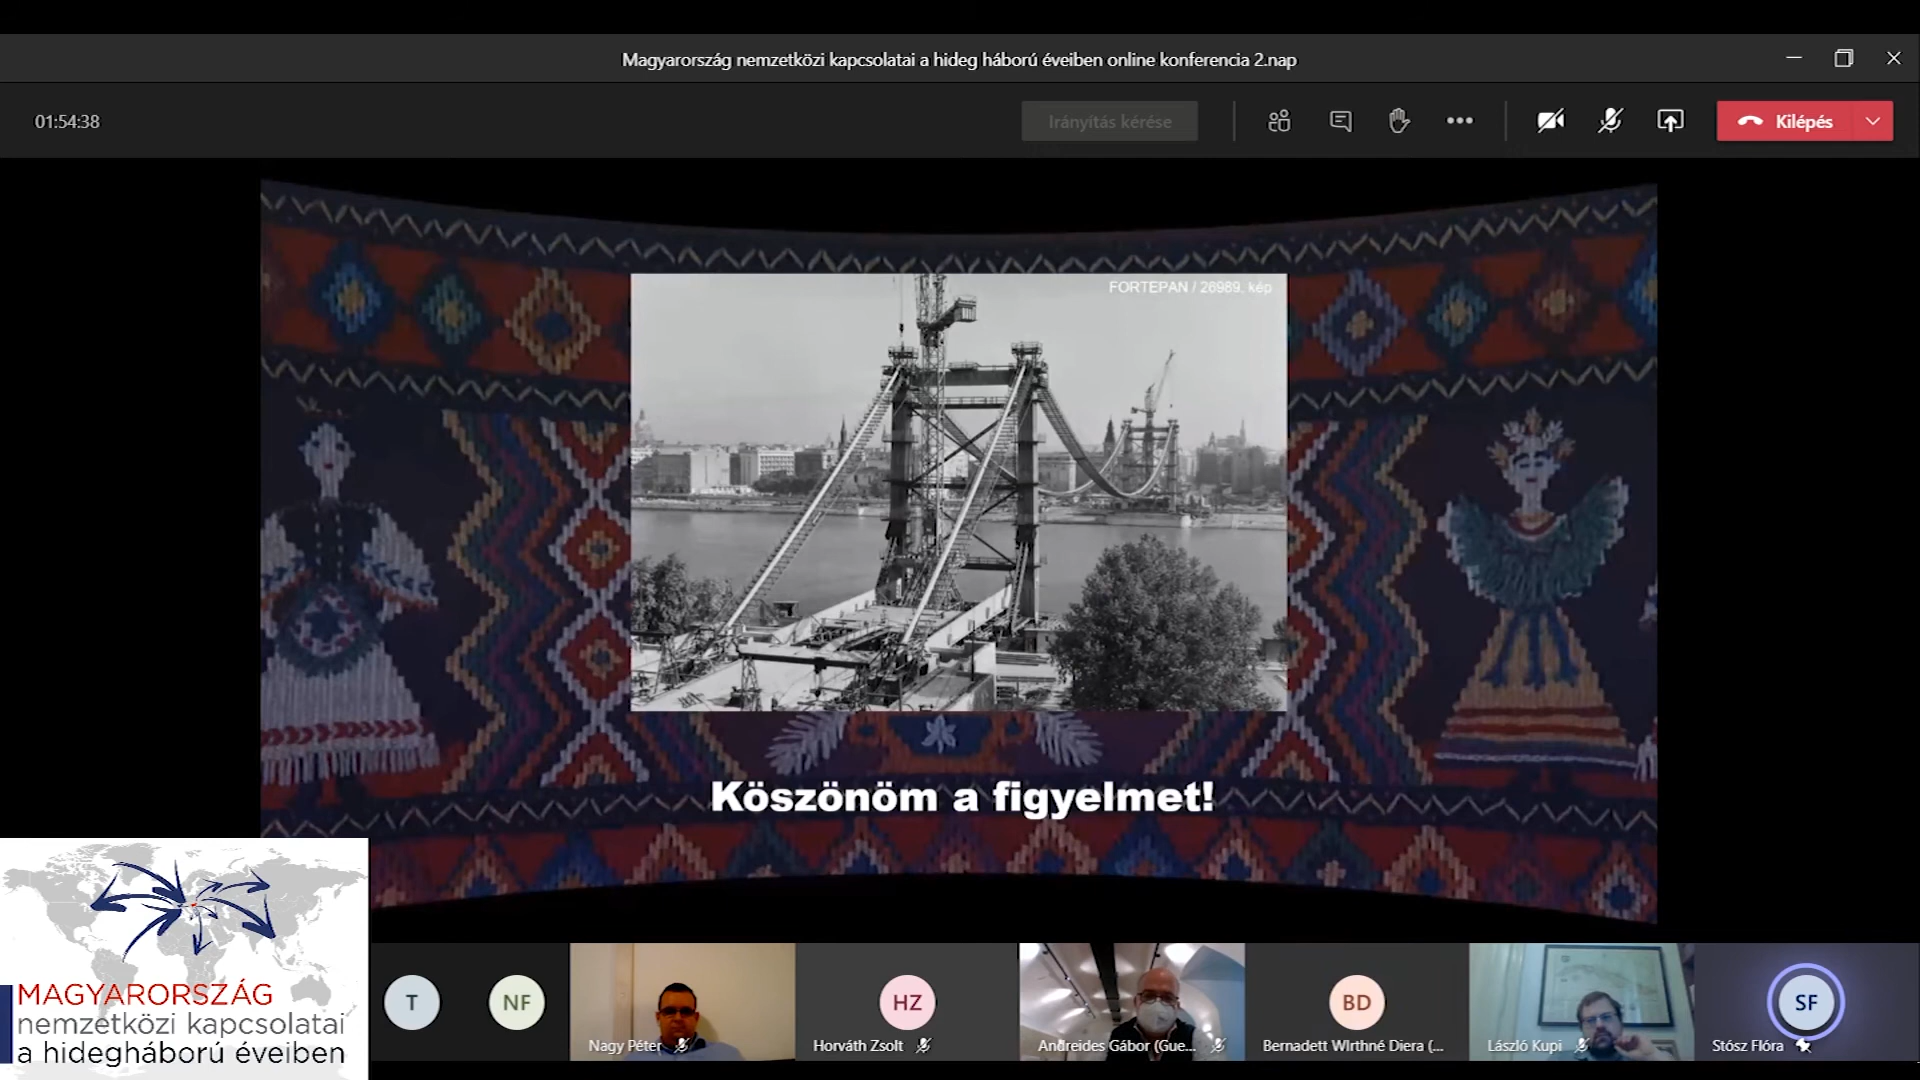 Magyarország nemzetközi kapcsolatai a hideg háború éveiben online konferencia 2.nap
01:54:38
Irányítás kérése
Kilépés
FORTEPAN / 26989. kép
Köszönöm a figyelmet!
MAGYARORSZÁG
nemzetközi kapcsolatai
a hidegháború éveiben
T
NF
Nagy Péter
HZ
Horváth Zsolt
Andreides Gábor (Gue...
BD
Bernadett WIrthné Diera (...
László Kupi
SF
Stósz Flóra